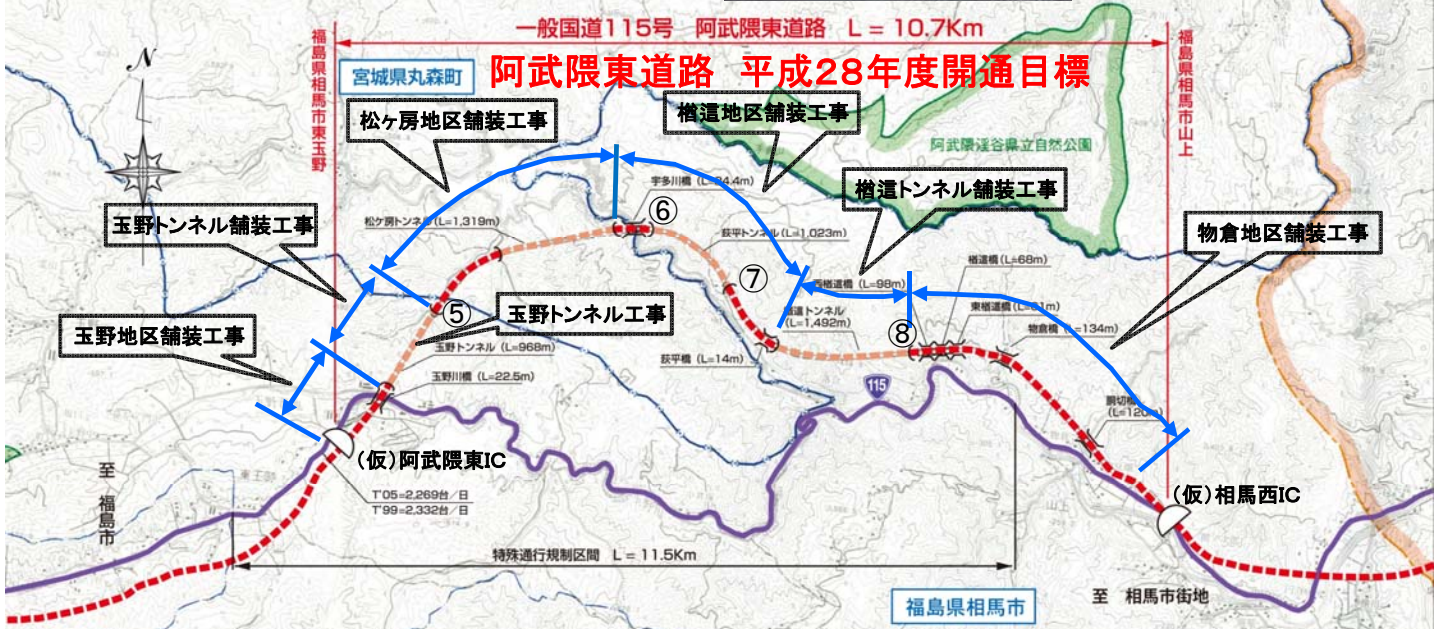 一般国道115号 阿武隈東道路 L = 10.7Km
阿武隈東道路 平成28年度開通目標
福島県相馬市東玉野
福島県相馬市山上
N
宮城県丸森町
松ヶ房地区舗装工事
楢這地区舗装工事
阿武隈渓谷県立自然公園
宇多川橋 (L=84.4m)
⑥
楢這トンネル舗装工事
玉野トンネル舗装工事
松ケ房トンネル (L=1,319m)
荻平トンネル (L=1,023m)
物倉地区舗装工事
楢這橋 (L=68m)
⑦
西楢這橋 (L=98m)
⑤
玉野トンネル工事
東楢這橋
楢這トンネル
(L=1,492m)
⑧
物倉橋 (L=134m)
玉野地区舗装工事
玉野トンネル (L=968m)
荻平橋 (L=14m)
玉野川橋 (L=22.5m)
115
(L=120m)
(仮)阿武隈東IC
至 福島市
T'05=2,269台/日
T'99=2,332台/日
(仮)相馬西IC
特殊通行規制区間 L = 11.5Km
福島県相馬市
至 相馬市街地